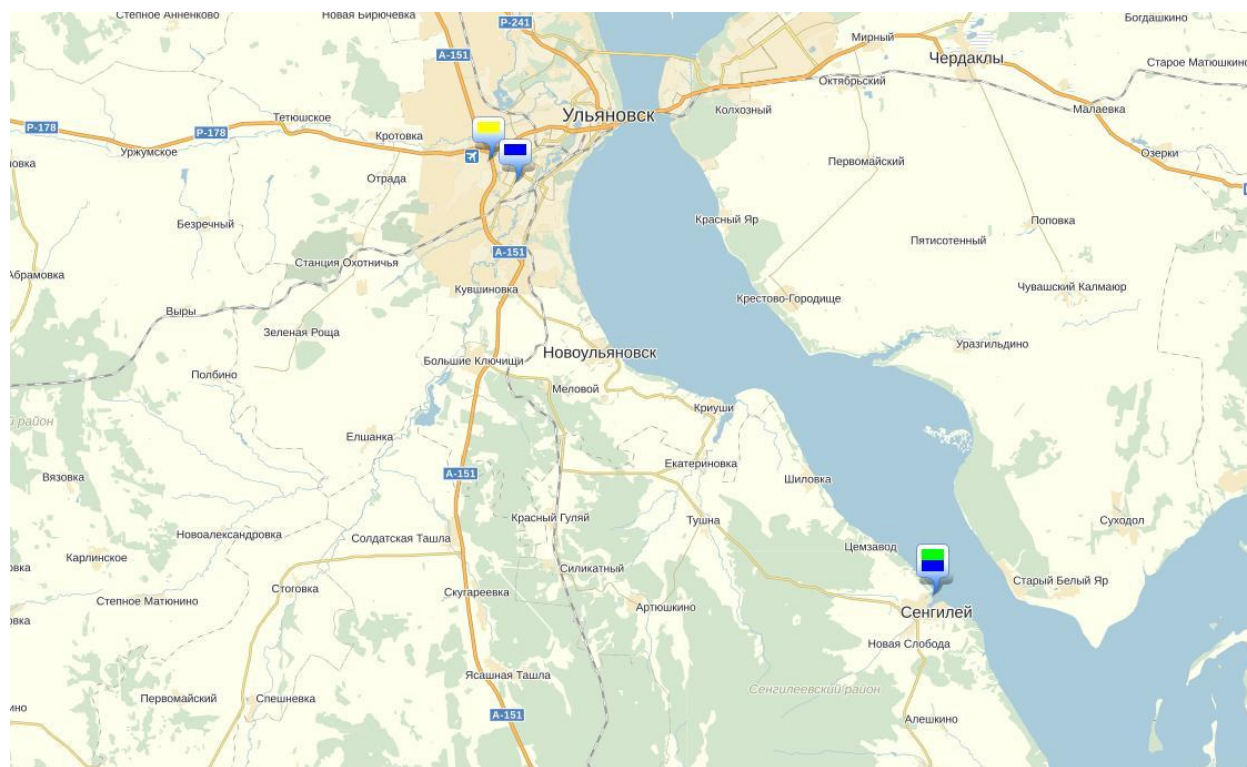 Степное Анненково
Новая Бирючевка
Р-241
Богдашкино
А-151
Мирный
Чердаклы
Старое Матюшкино
Октябрьский
Тетюшское
Ульяновск
Колхозный
Малаевка
Р-178
Р-178
Кротовка
Уржумское
Первомайский
Озерки
Отрада
Безречный
Красный Яр
Поповка
Пятисотенный
А-151
Станция Охотничья
Абрамовка
Кувшиновка
Чувашский Калмаюр
Крестово-Городище
Выры
Зеленая Роща
Уразгильдино
Новоульяновск
Большие Ключищи
Полбино
Меловой
Криуши
район
Елшанка
Екатериновка
А-151
Вязовка
Шиловка
Красный Гуляй
Тушна
Суходол
Новоалександровка
Солдатская Ташла
Цемзавод
Карлинское
Силикатный
Старый Белый Яр
Стоговка
Скугареевка
Степное Матюнино
Артюшкино
Сенгилей
Новая Слобода
Ясашная Ташла
Сенгилеевский район
Первомайский
Спешневка
А-151
Алешкино